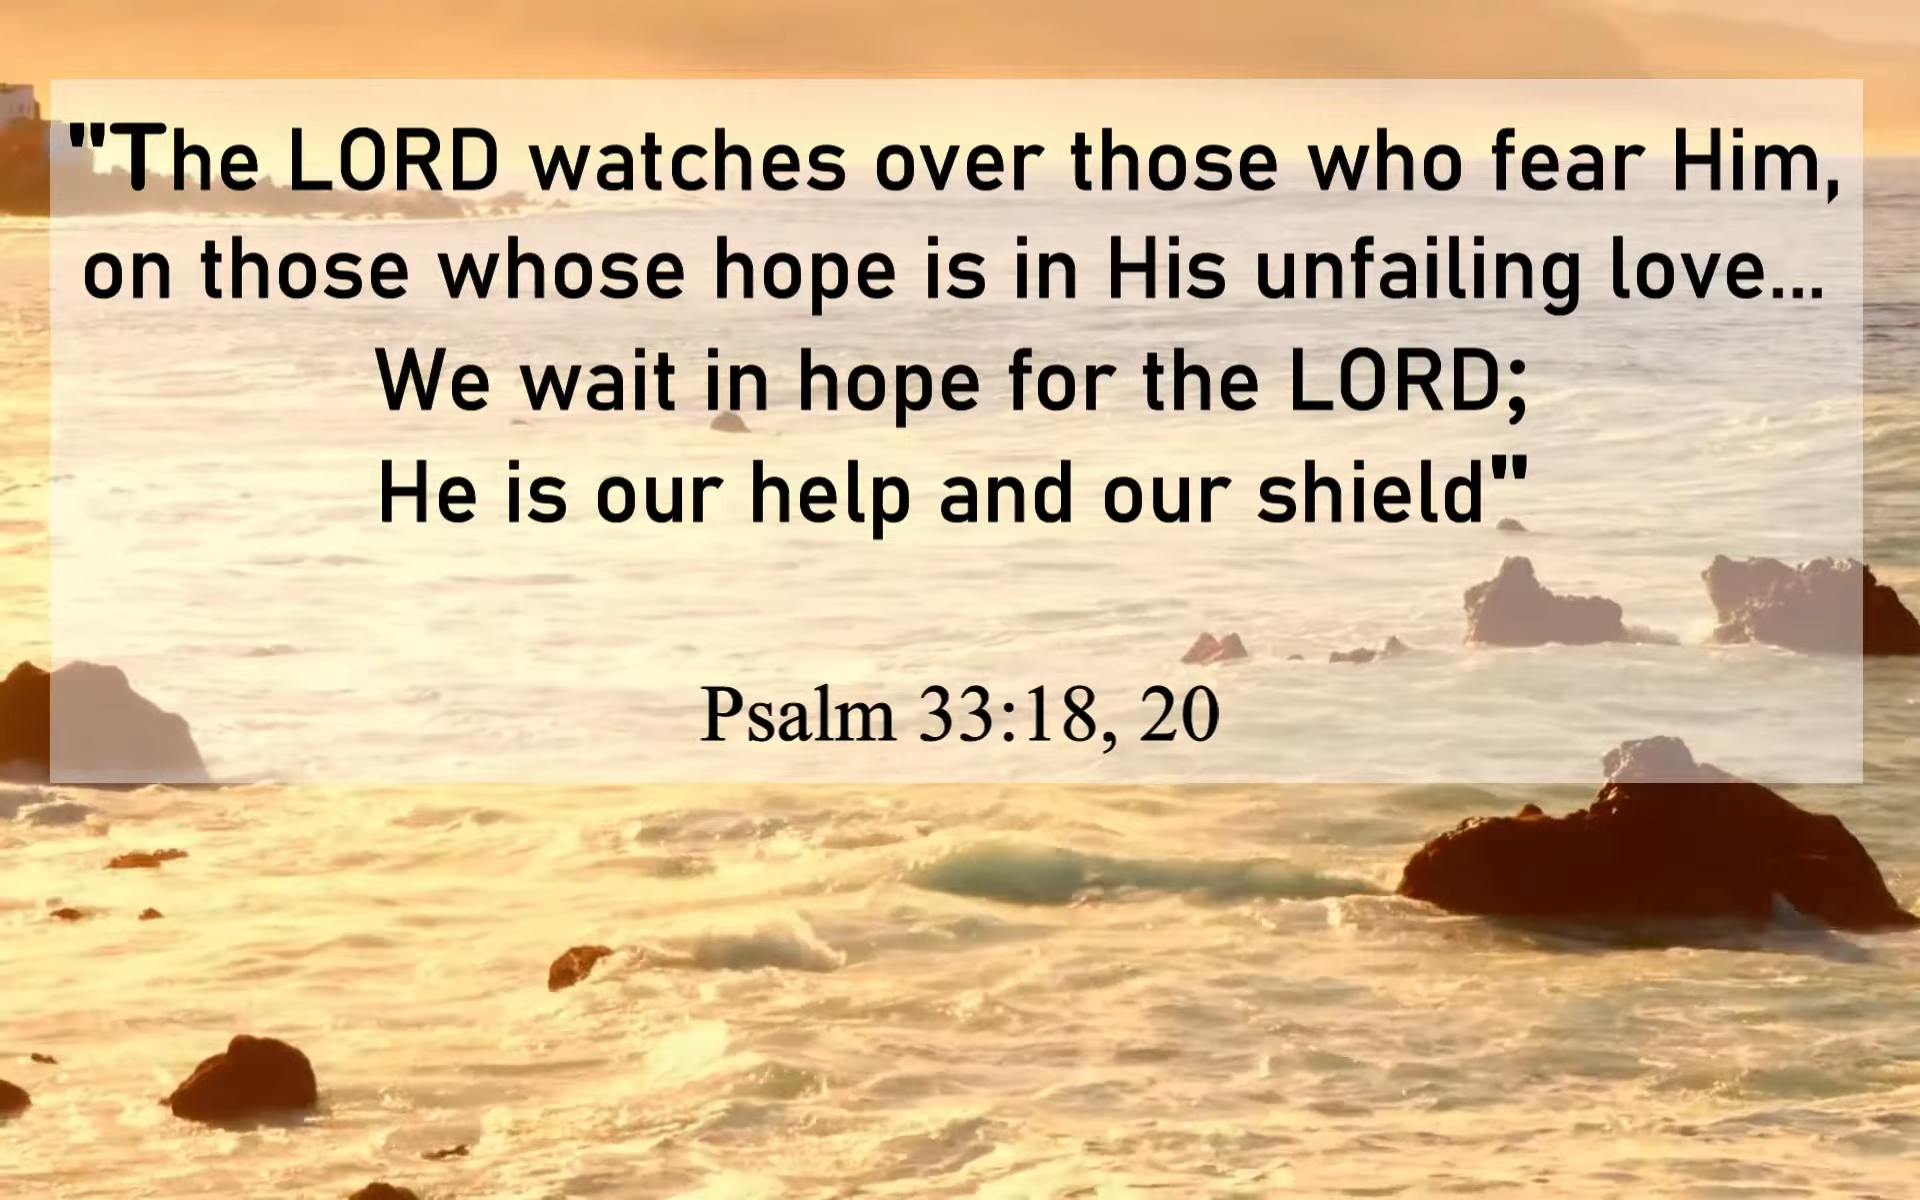 "The LORD watches over those who fear Him,
on those whose hope is in His unfailing love...
We wait in hope for the LORD;
He is our help and our shield"
Psalm 33:18, 20